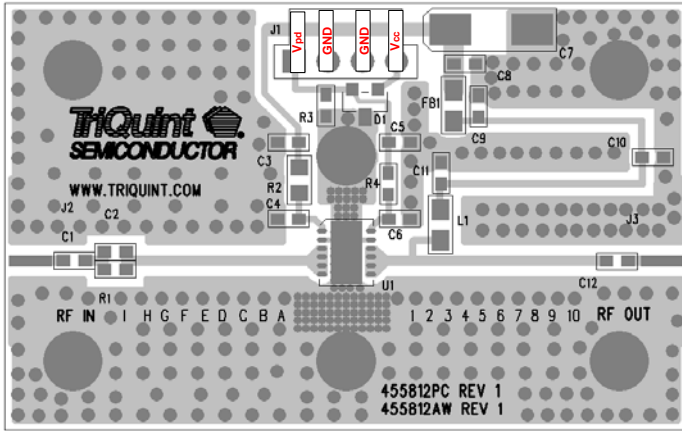 J1
Vpd
GND
GND
Vcc
C7
C8
FB1
R3
D1
C9
TriQuint
SEMICONDUCTOR
C5
C3
C10
C11
R2
R4
WWW.TRIQUINT.COM
J2
C4
C6
L1
J3
C2
C1
U1
C12
R1
RF IN I H G F E D C B A 1 2 3 4 5 6 7 8 9 10 RF OUT
455812PC REV 1
455812AW REV 1